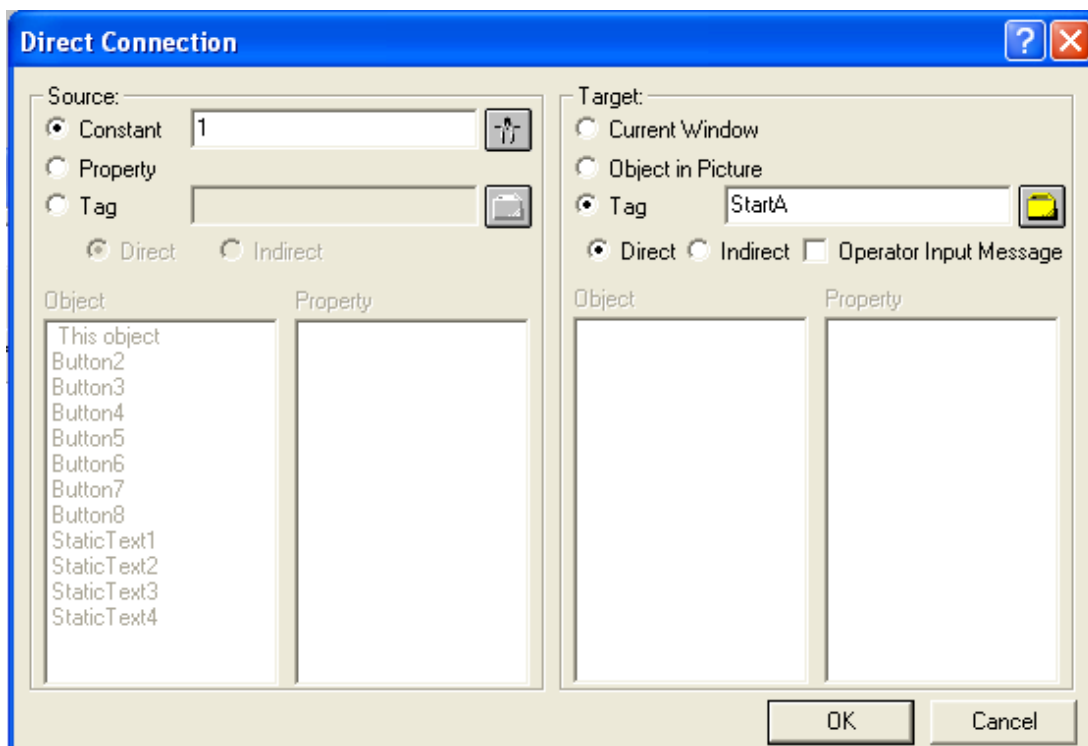 Direct Connection
Source:
Constant 1
Property
Tag
Direct Indirect
Object Property
This object
Button2
Button3
Button4
Button5
Button6
Button7
Button8
StaticText1
StaticText2
StaticText3
StaticText4
Target:
Current Window
Object in Picture
Tag StartA
Direct Indirect Operator Input Message
Object Property
OK Cancel